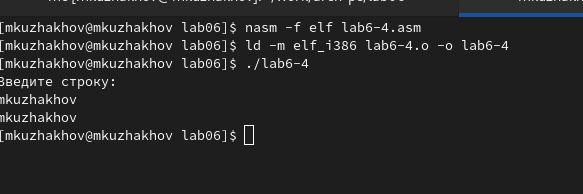 [mkuzhakhov@mkuzhakhov lab06]$ nasm -f elf lab6-4.asm
[mkuzhakhov@mkuzhakhov lab06]$ ld -m elf_i386 lab6-4.o -o lab6-4
[mkuzhakhov@mkuzhakhov lab06]$ ./lab6-4
Введите строку:
mkuzhakhov
mkuzhakhov
[mkuzhakhov@mkuzhakhov lab06]$